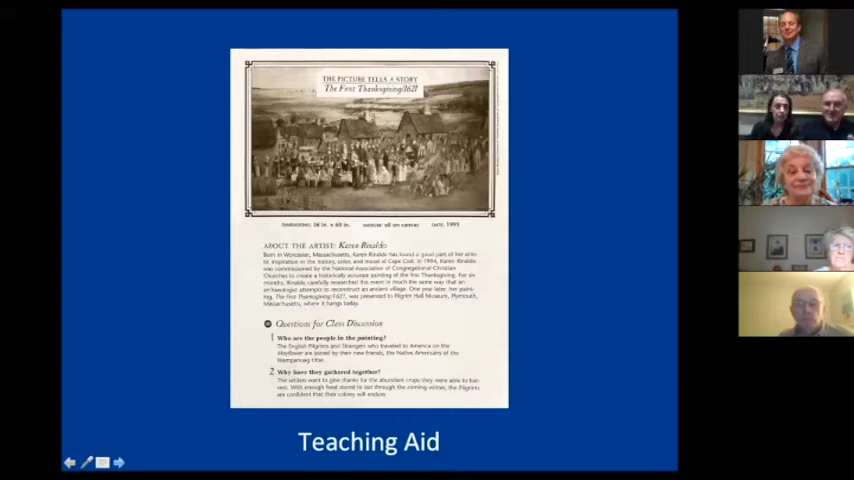 THE PICTURE TELLS A STORY
The First Thanksgiving/1621
DIMENSIONS: 36 in. x 60 in. MEDIUM: oil on canvas DATE: 1995
ABOUT THE ARTIST: Karen Rinaldo
Born in Worcester, Massachusetts, Karen Rinaldo has found a good part of her artis-
tic inspiration in the history, color, and mood of Cape Cod. In 1994, Karen Rinaldo
was commissioned by the National Association of Congregational Christian
Churches to create a historically accurate painting of the first Thanksgiving. For six
months, Rinaldo carefully researched this event in much the same way that an
archaeologist attempts to reconstruct an ancient village. One year later, her paint-
ing, The First Thanksgiving/1621, was presented to Pilgrim Hall Museum, Plymouth,
Massachusetts, where it hangs today.
Questions for Class Discussion
1 Who are the people in the painting?
The English Pilgrims and Strangers who traveled to America on the
Mayflower are joined by their new friends, the Native Americans of the
Wampanoag tribe.
2 Why have they gathered together?
The settlers want to give thanks for the abundant crops they were able to har-
vest. With enough food stored to last through the coming winter, the Pilgrims
are confident that their colony will endure.
Teaching Aid